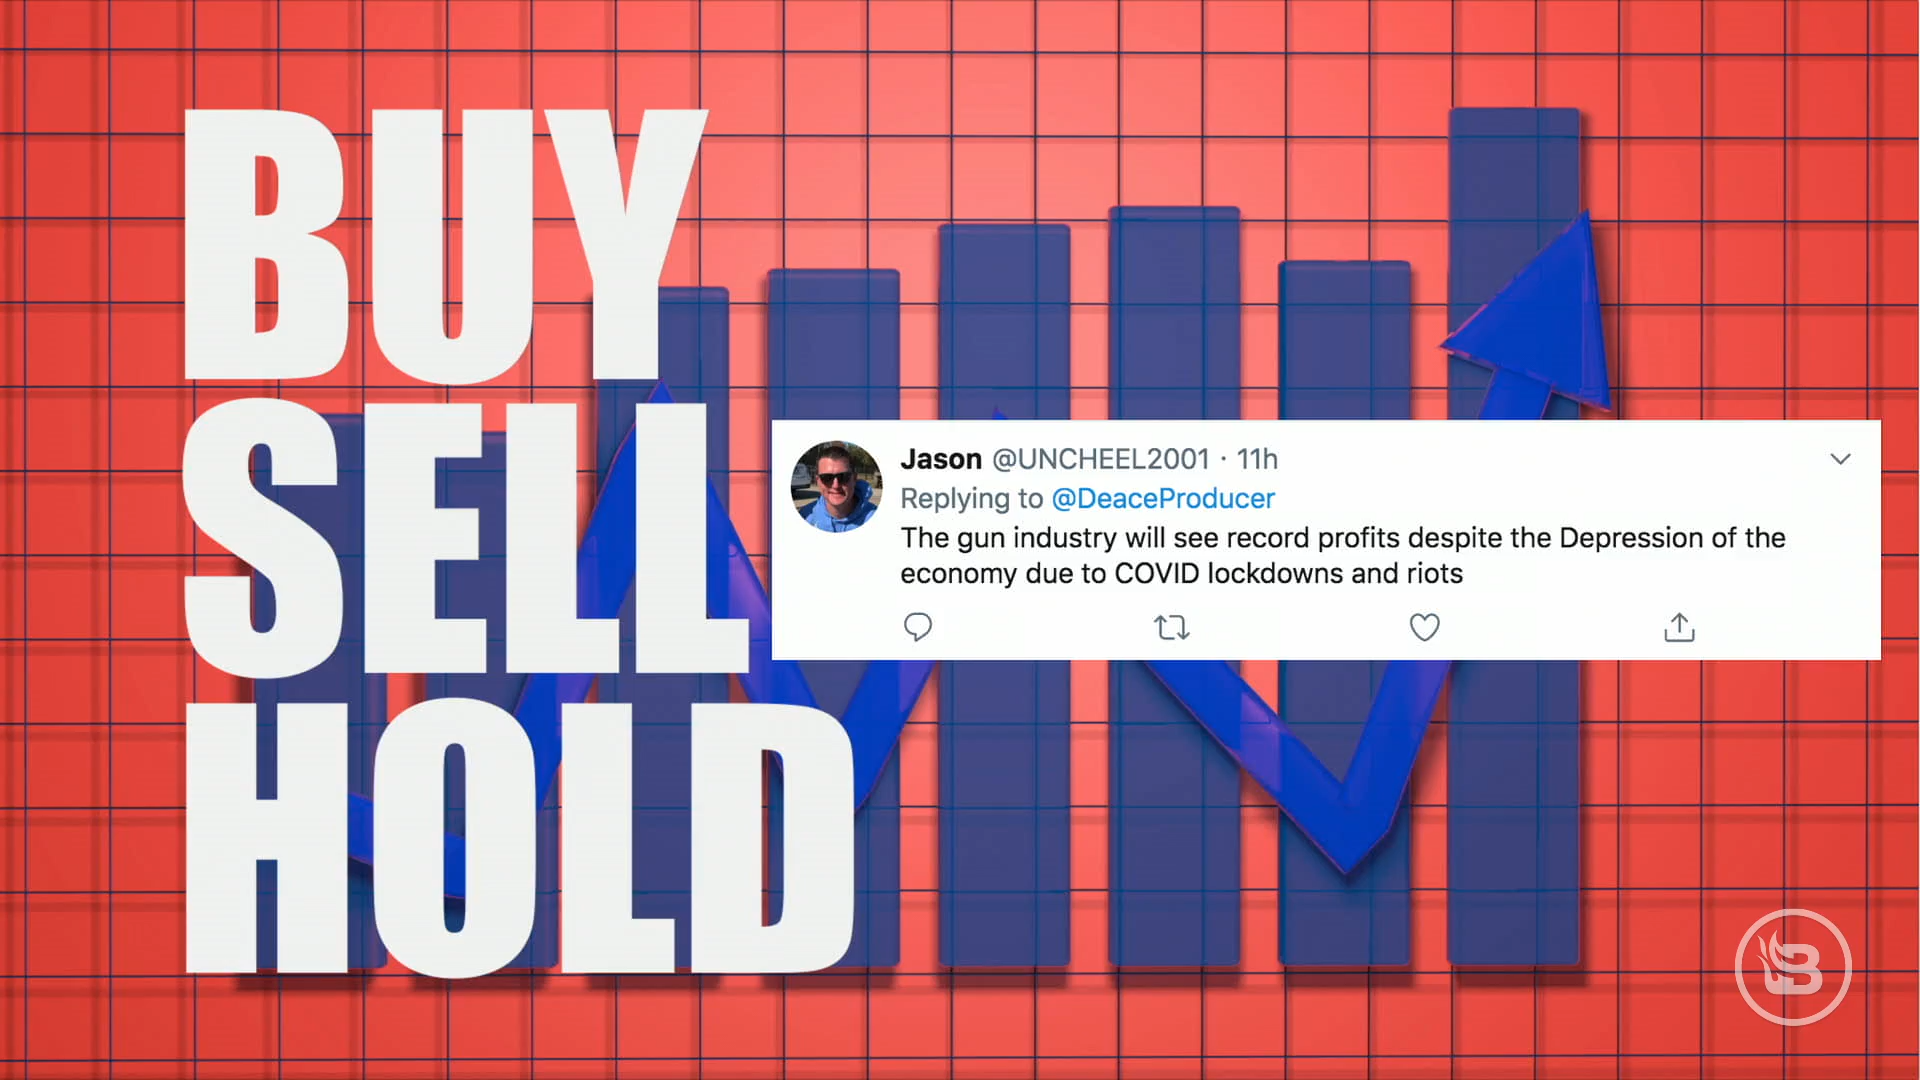 BUY
SELL
HOLD
Jason @UNCHEEL2001 · 11h
Replying to @DeaceProducer
The gun industry will see record profits despite the Depression of the
economy due to COVID lockdowns and riots
B